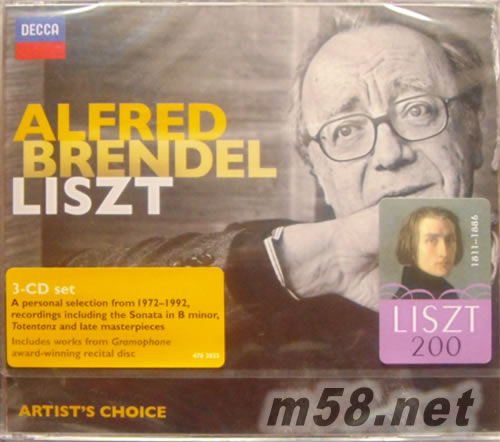 DECCA
ALFRED
BRENDEL
LISZT
3-CD set
A personal selection from 1972–1992,
recordings including the Sonata in B minor,
Totentanz and late masterpieces
Includes works from Gramophone
award-winning recital disc
478 2825
1811–1886
LISZT
200
ARTIST'S CHOICE
m58.net